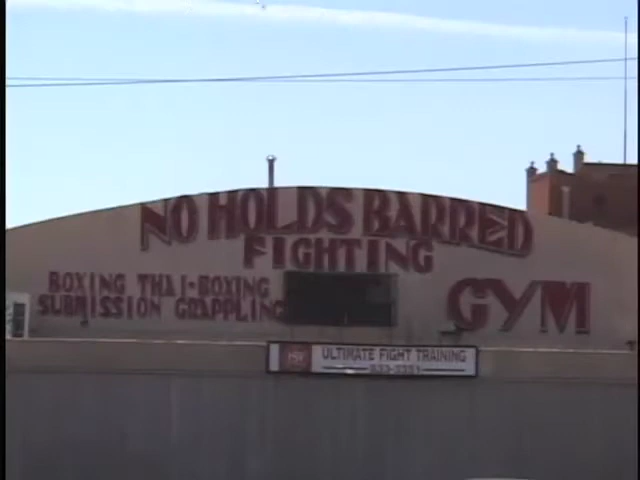 NO HOLDS BARRED
FIGHTING
BOXING THAI-BOXING
SUBMISSION GRAPPLING
GYM
ULTIMATE FIGHT TRAINING